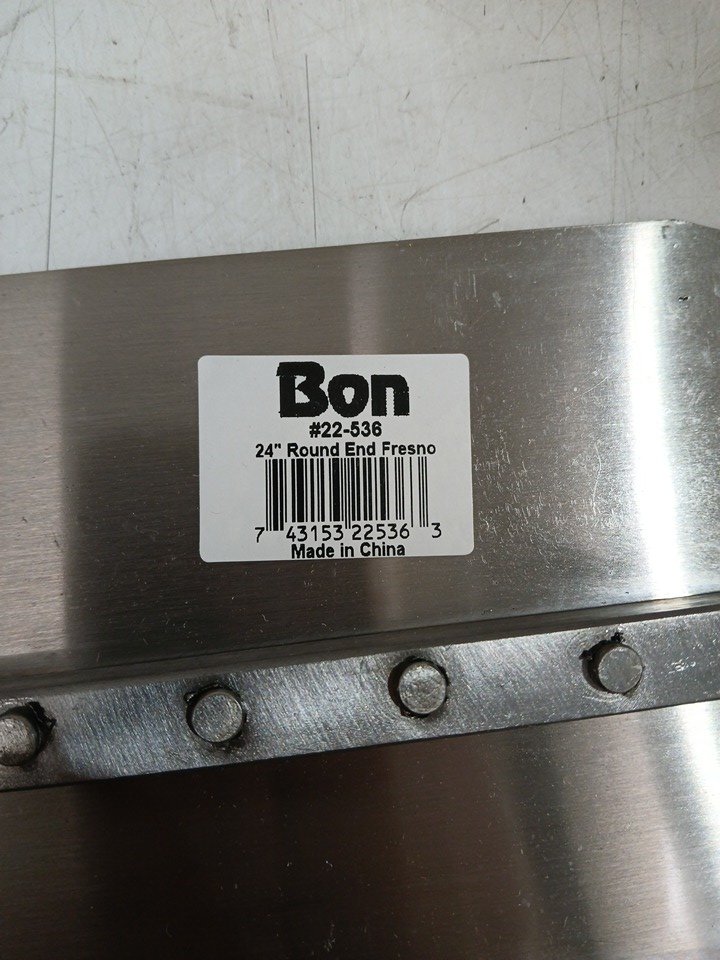 Bon
#22-536
24" Round End Fresno
7 43153 22536 3
Made in China